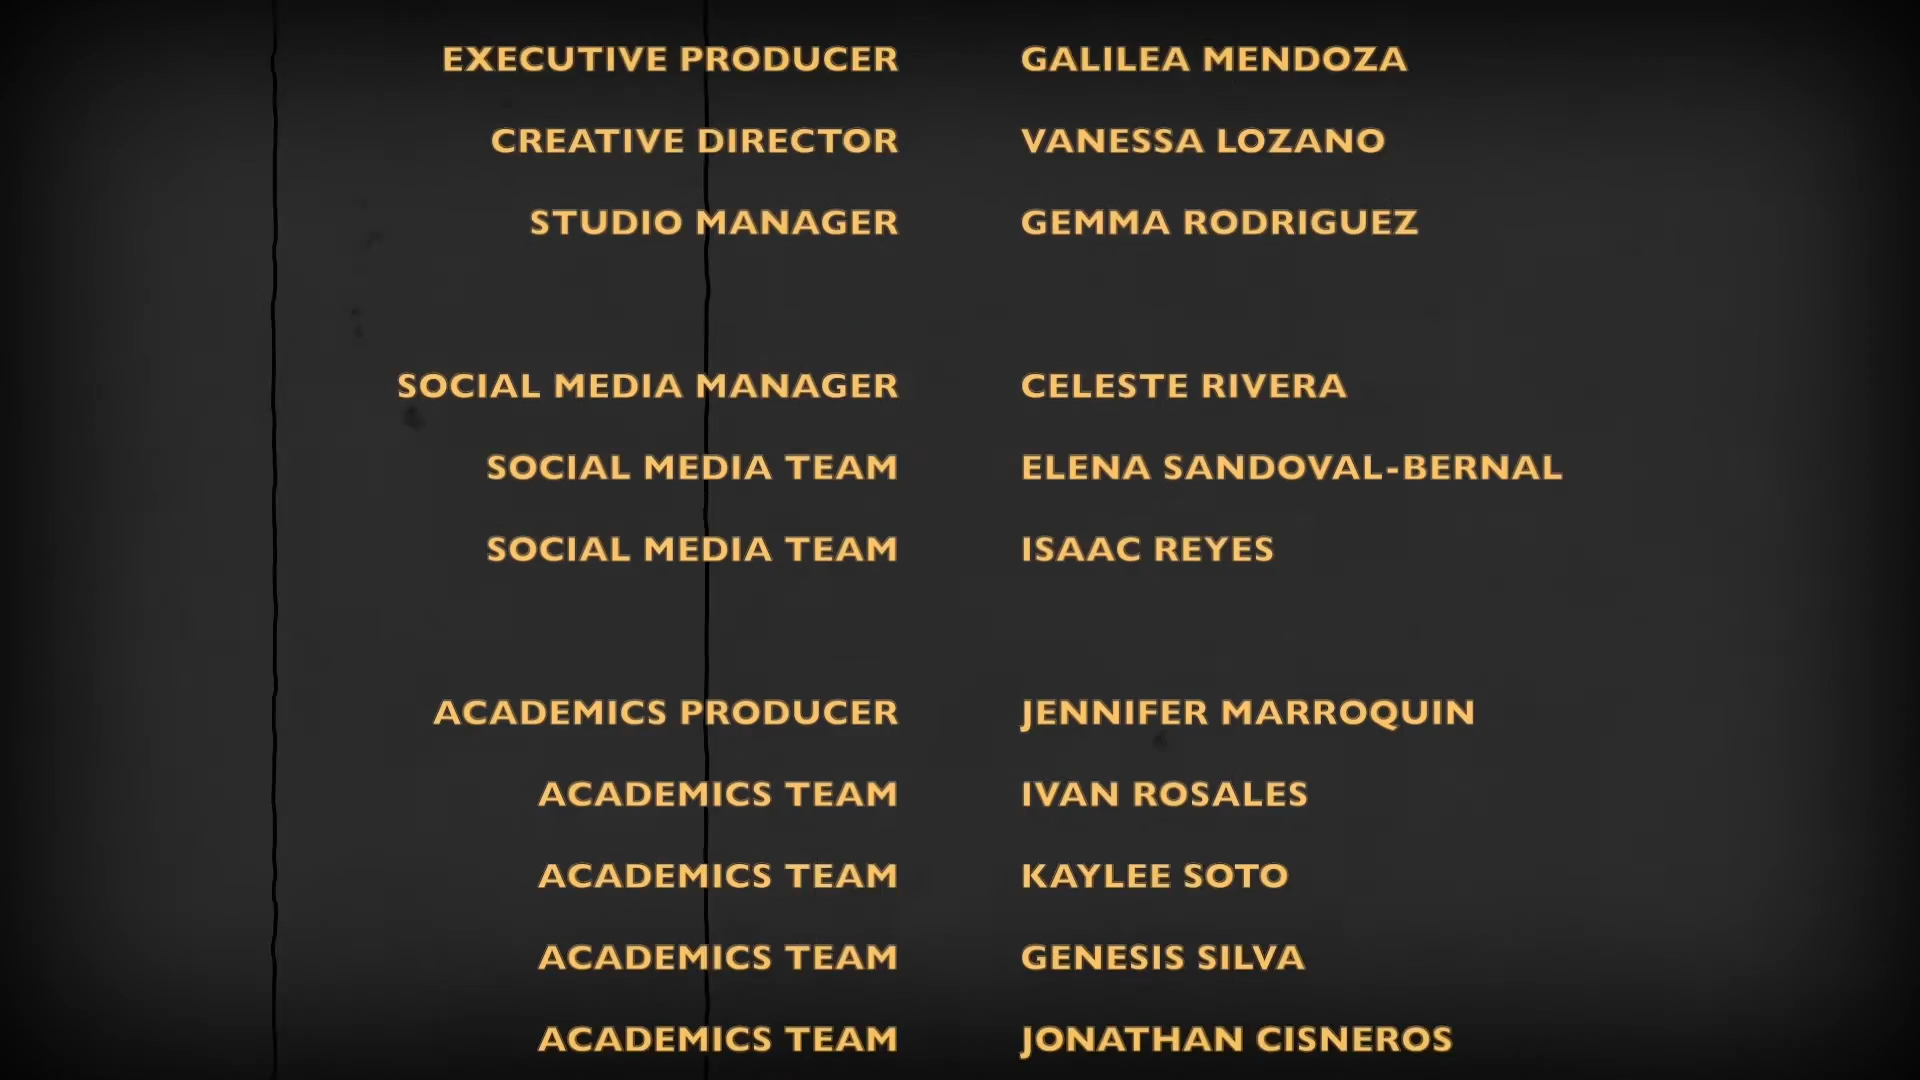 EXECUTIVE PRODUCER GALILEA MENDOZA
CREATIVE DIRECTOR VANESSA LOZANO
STUDIO MANAGER GEMMA RODRIGUEZ
SOCIAL MEDIA MANAGER CELESTE RIVERA
SOCIAL MEDIA TEAM ELENA SANDOVAL-BERNAL
SOCIAL MEDIA TEAM ISAAC REYES
ACADEMICS PRODUCER JENNIFER MARROQUIN
ACADEMICS TEAM IVAN ROSALES
ACADEMICS TEAM KAYLEE SOTO
ACADEMICS TEAM GENESIS SILVA
ACADEMICS TEAM JONATHAN CISNEROS